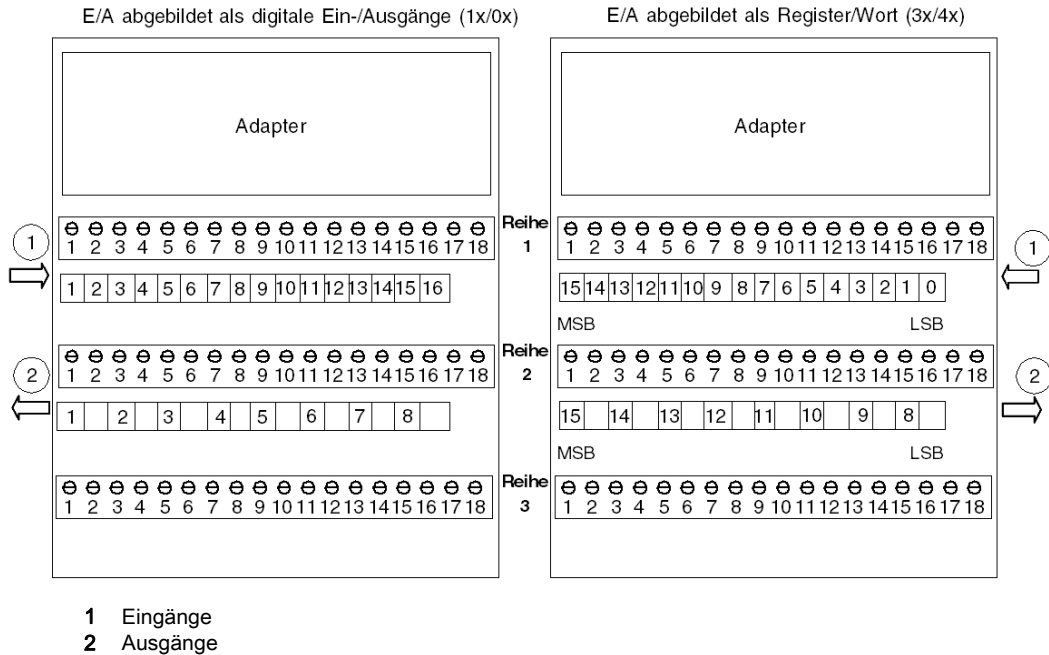 E/A abgebildet als digitale Ein-/Ausgänge (1x/0x) E/A abgebildet als Register/Wort (3x/4x)
Adapter Adapter
Reihe
1
1 2 3 4 5 6 7 8 9 10 11 12 13 14 15 16 17 18 1 2 3 4 5 6 7 8 9 10 11 12 13 14 15 16 17 18
1 1
1 2 3 4 5 6 7 8 9 10 11 12 13 14 15 16 15 14 13 12 11 10 9 8 7 6 5 4 3 2 1 0
MSB LSB
Reihe
2
1 2 3 4 5 6 7 8 9 10 11 12 13 14 15 16 17 18 1 2 3 4 5 6 7 8 9 10 11 12 13 14 15 16 17 18
2 2
1 2 3 4 5 6 7 8 15 14 13 12 11 10 9 8
MSB LSB
Reihe
3
1 2 3 4 5 6 7 8 9 10 11 12 13 14 15 16 17 18 1 2 3 4 5 6 7 8 9 10 11 12 13 14 15 16 17 18
1 Eingänge
2 Ausgänge